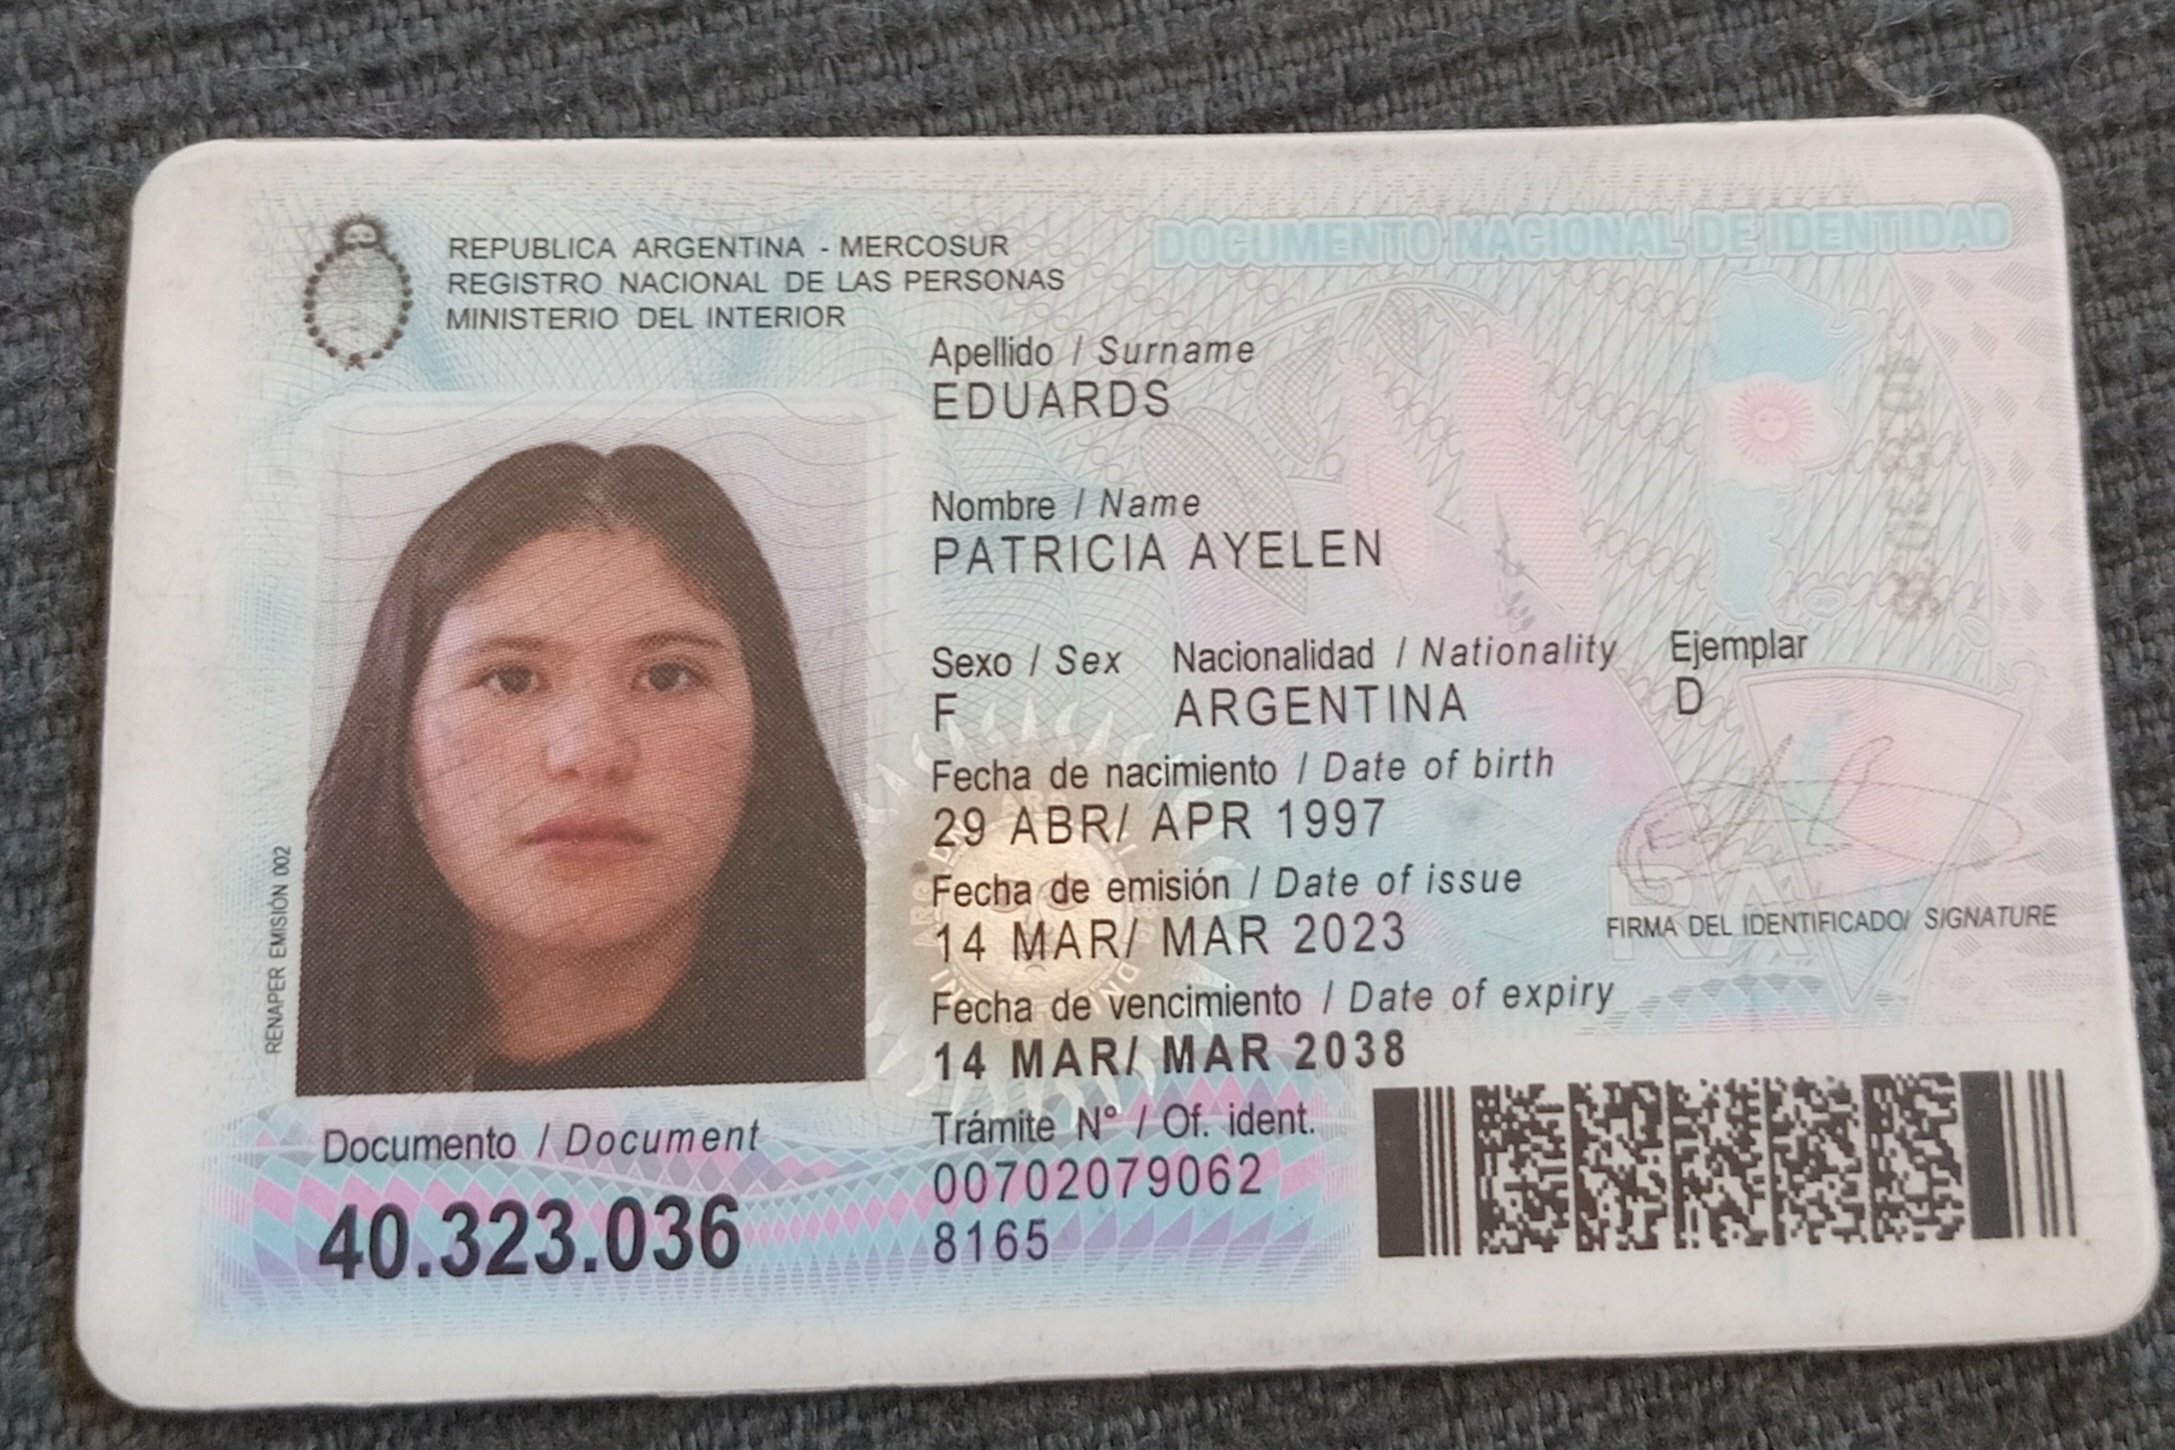 REPUBLICA ARGENTINA - MERCOSUR
REGISTRO NACIONAL DE LAS PERSONAS
MINISTERIO DEL INTERIOR
DOCUMENTO NACIONAL DE IDENTIDAD
Apellido / Surname
EDUARDS
Nombre / Name
PATRICIA AYELEN
Sexo / Sex Nacionalidad / Nationality Ejemplar
F ARGENTINA D
Fecha de nacimiento / Date of birth
29 ABR/ APR 1997
Fecha de emisión / Date of issue
14 MAR/ MAR 2023
FIRMA DEL IDENTIFICADO/ SIGNATURE
Fecha de vencimiento / Date of expiry
14 MAR/ MAR 2038
RENAPER EMISIÓN 002
Documento / Document
40.323.036
Trámite N° / Of. ident.
00702079062
8165